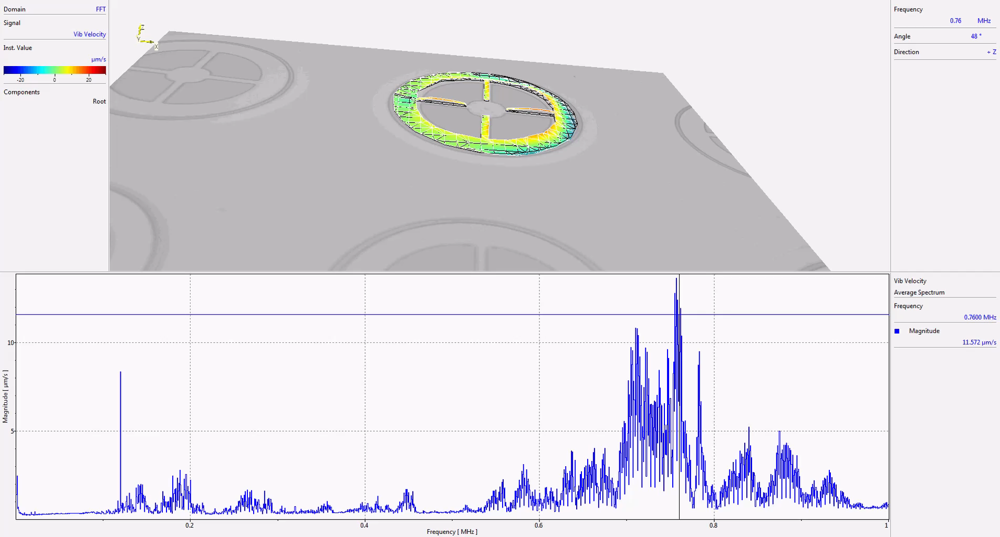 Domain FFT
Signal
Vib Velocity
Inst. Value
µm/s
-20 0 20
Components
Root
Z
Y
X
Frequency
0.76 MHz
Angle
48 °
Direction
+ Z
Vib Velocity
Average Spectrum
Frequency
0.7600 MHz
Magnitude
11.572 µm/s
Magnitude [ µm/s ]
10
5
0.2 0.4 0.6 0.8 1
Frequency [ MHz ]